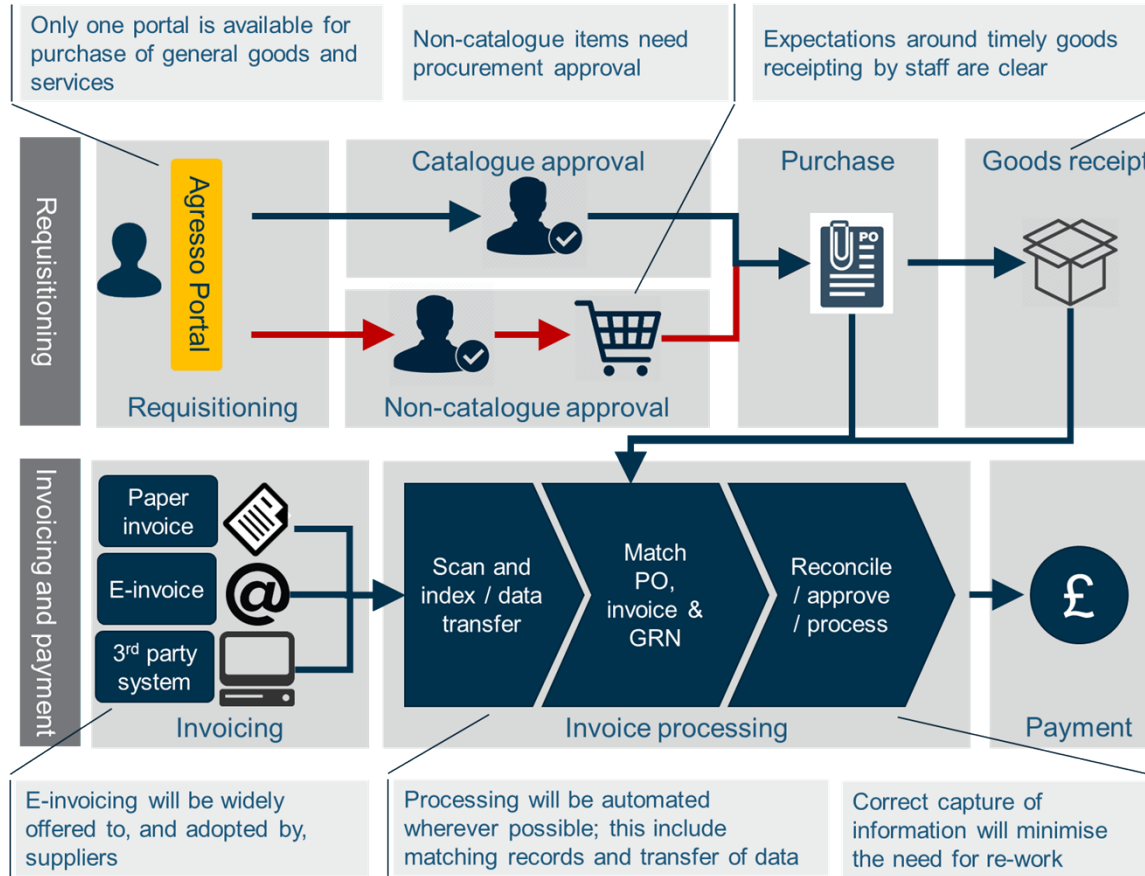 Only one portal is available for
purchase of general goods and
services
Non-catalogue items need
procurement approval
Expectations around timely goods
receipting by staff are clear
Requisitioning
Agresso Portal
Requisitioning
Catalogue approval
Non-catalogue approval
Purchase
PO
Goods receipt
Invoicing and payment
Paper
invoice
E-invoice
@
3rd party
system
Invoicing
Scan and
index / data
transfer
Match
PO,
invoice &
GRN
Reconcile
/ approve
/ process
Invoice processing
£
Payment
E-invoicing will be widely
offered to, and adopted by,
suppliers
Processing will be automated
wherever possible; this include
matching records and transfer of data
Correct capture of
information will minimise
the need for re-work